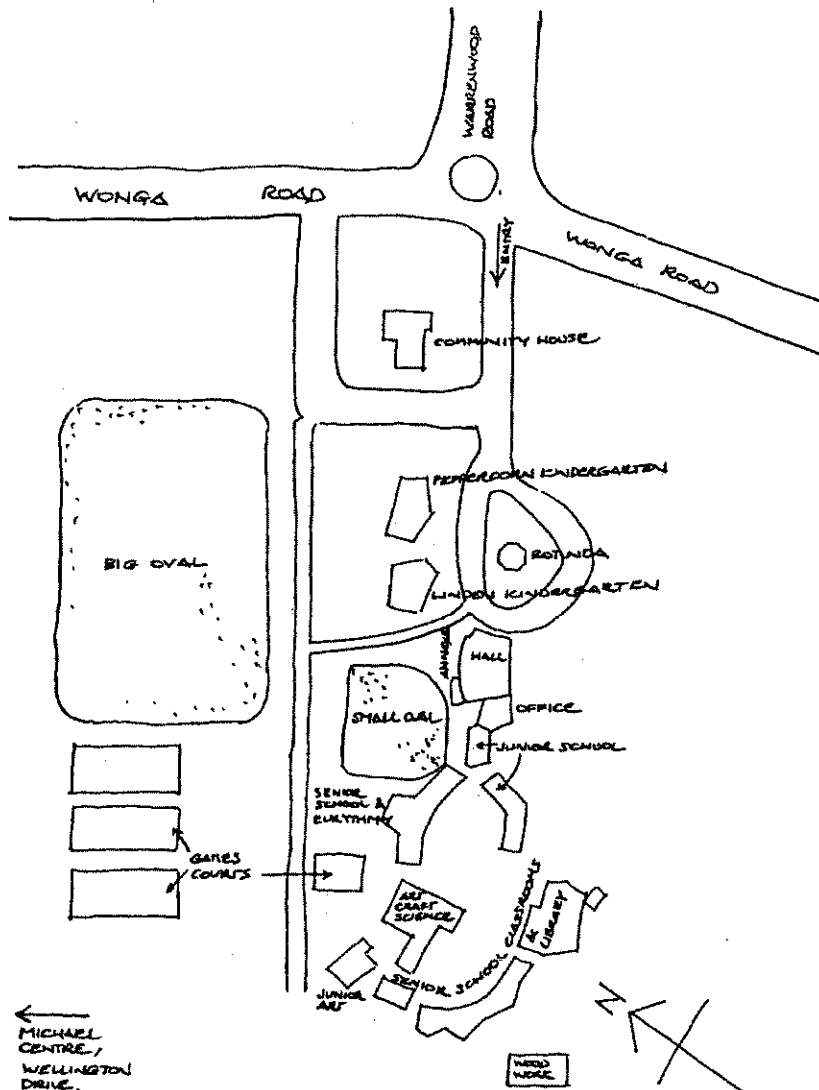 WARRENWOOD
ROAD
WONGA ROAD
ENTRY
WONGA ROAD
COMMUNITY HOUSE
PEPPERCORN KINDERGARTEN
BIG OVAL
ROTUNDA
LINDEN KINDERGARTEN
ANNEXE
HALL
SMALL OVAL
OFFICE
JUNIOR SCHOOL
SENIOR
SCHOOL &
EURYTHMY
GAMES
COURTS
ART
CRAFT
SCIENCE
SENIOR SCHOOL CLASSROOMS
&
LIBRARY
JUNIOR
ART
N
MICHAEL
CENTRE,
WELLINGTON
DRIVE.
WOOD
WORK